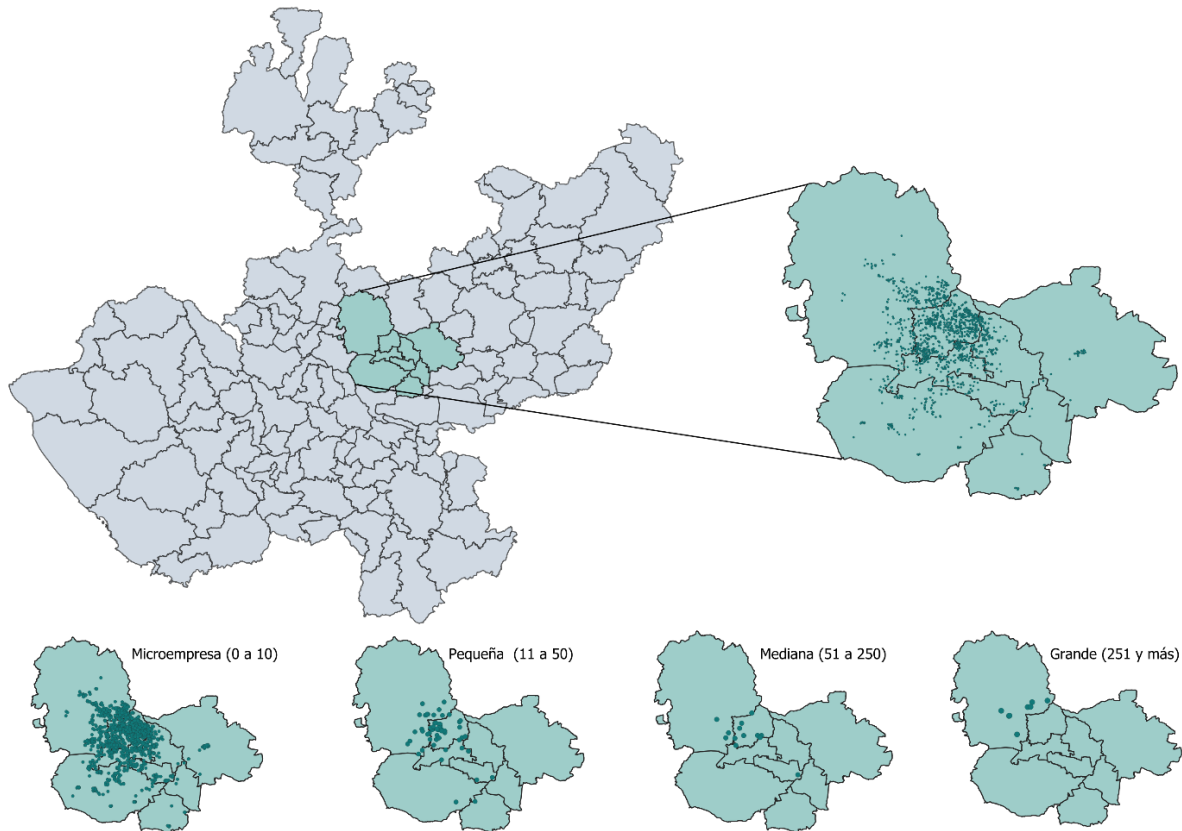 Microempresa (0 a 10)
Pequeña (11 a 50)
Mediana (51 a 250)
Grande (251 y más)